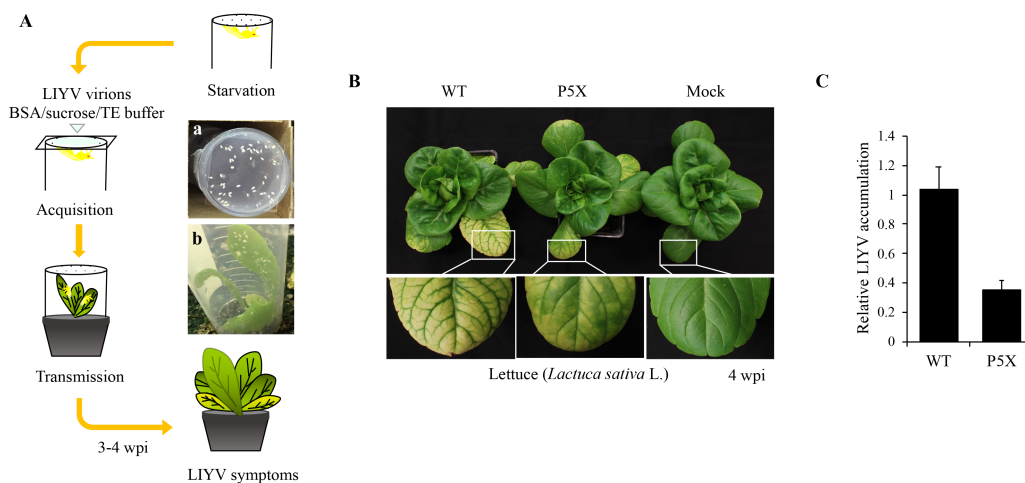 A
Starvation
LIYV virions
BSA/sucrose/TE buffer
a
Acquisition
b
Transmission
3-4 wpi
LIYV symptoms
B
WT P5X Mock
Lettuce (Lactuca sativa L.) 4 wpi
C
Relative LIYV accumulation
1.4
1.2
1
0.8
0.6
0.4
0.2
0
WT P5X